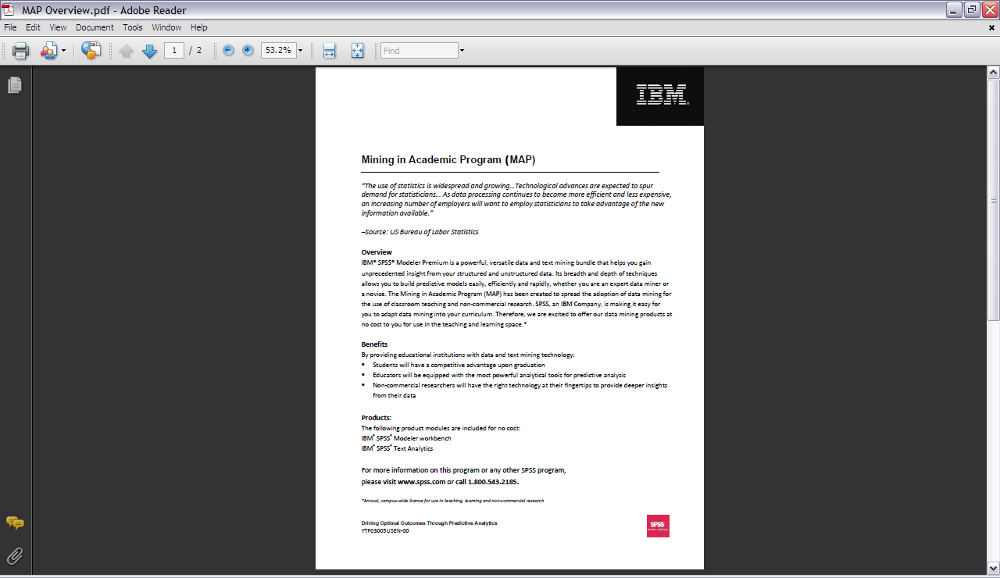 MAP Overview.pdf - Adobe Reader
File Edit View Document Tools Window Help
1 / 2 53.2% Find
IBM®
Mining in Academic Program (MAP)
“The use of statistics is widespread and growing...Technological advances are expected to spur
demand for statisticians... As data processing continues to become more efficient and less expensive,
an increasing number of employers will want to employ statisticians to take advantage of the new
information available.”
–Source: US Bureau of Labor Statistics
Overview
IBM® SPSS® Modeler Premium is a powerful, versatile data and text mining bundle that helps you gain
unprecedented insight from your structured and unstructured data. Its breadth and depth of techniques
allows you to build predictive models easily, efficiently and rapidly, whether you are an expert data miner or
a novice. The Mining in Academic Program (MAP) has been created to spread the adoption of data mining for
the use of classroom teaching and non-commercial research. SPSS, an IBM Company, is making it easy for
you to adapt data mining into your curriculum. Therefore, we are excited to offer our data mining products at
no cost to you for use in the teaching and learning space.*
Benefits
By providing educational institutions with data and text mining technology:
• Students will have a competitive advantage upon graduation
• Educators will be equipped with the most powerful analytical tools for predictive analysis
• Non-commercial researchers will have the right technology at their fingertips to provide deeper insights
from their data
Products:
The following product modules are included for no cost:
IBM® SPSS® Modeler workbench
IBM® SPSS® Text Analytics
For more information on this program or any other SPSS program,
please visit www.spss.com or call 1.800.543.2185.
*Annual, campus-wide license for use in teaching, learning and non-commercial research
Driving Optimal Outcomes Through Predictive Analytics
YTF03005USEN-00
SPSS